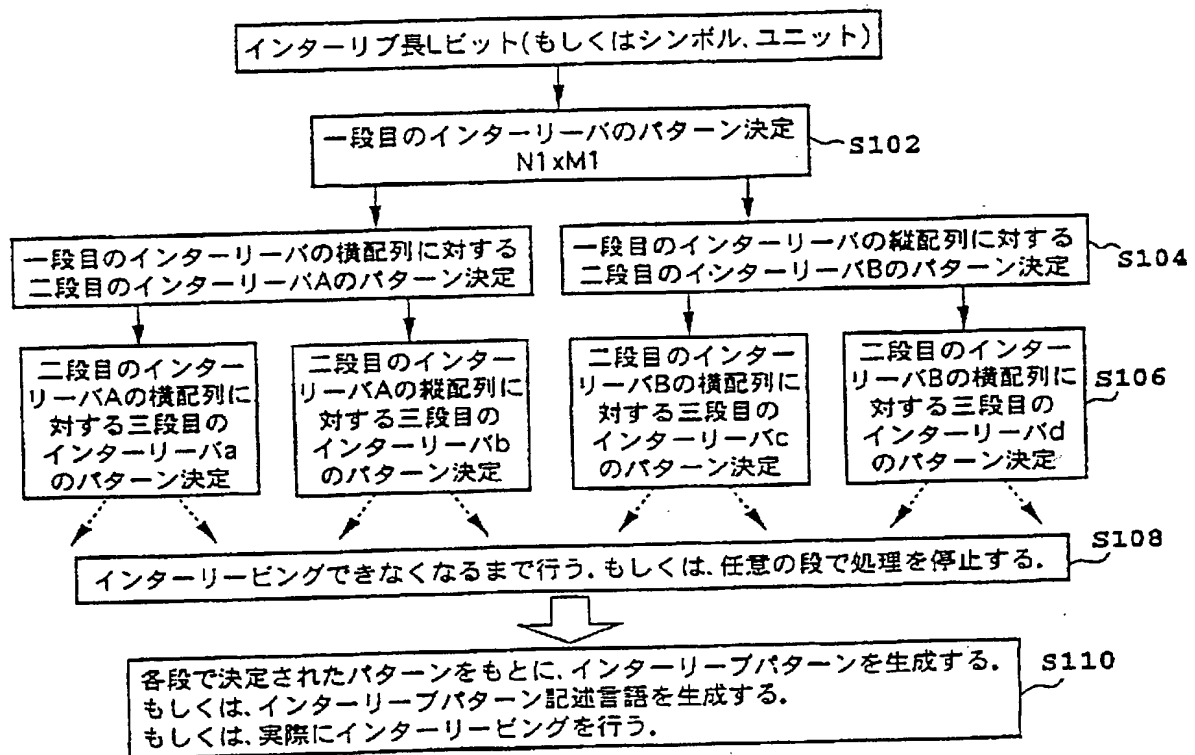 インターリブ長Lビット(もしくはシンボル、ユニット)
一段目のインターリーバのパターン決定
N1xM1
S102
一段目のインターリーバの横配列に対する
二段目のインターリーバAのパターン決定
一段目のインターリーバの縦配列に対する
二段目のインターリーバBのパターン決定
S104
二段目のインター
リーバAの横配列に
対する三段目の
インターリーバa
のパターン決定
二段目のインター
リーバAの縦配列に
対する三段目の
インターリーバb
のパターン決定
二段目のインター
リーバBの横配列に
対する三段目の
インターリーバc
のパターン決定
二段目のインター
リーバBの横配列に
対する三段目の
インターリーバd
のパターン決定
S106
インターリービングできなくなるまで行う.もしくは、任意の段で処理を停止する.
S108
各段で決定されたパターンをもとに、インターリーブパターンを生成する.
もしくは、インターリーブパターン記述言語を生成する.
もしくは、実際にインターリービングを行う.
S110